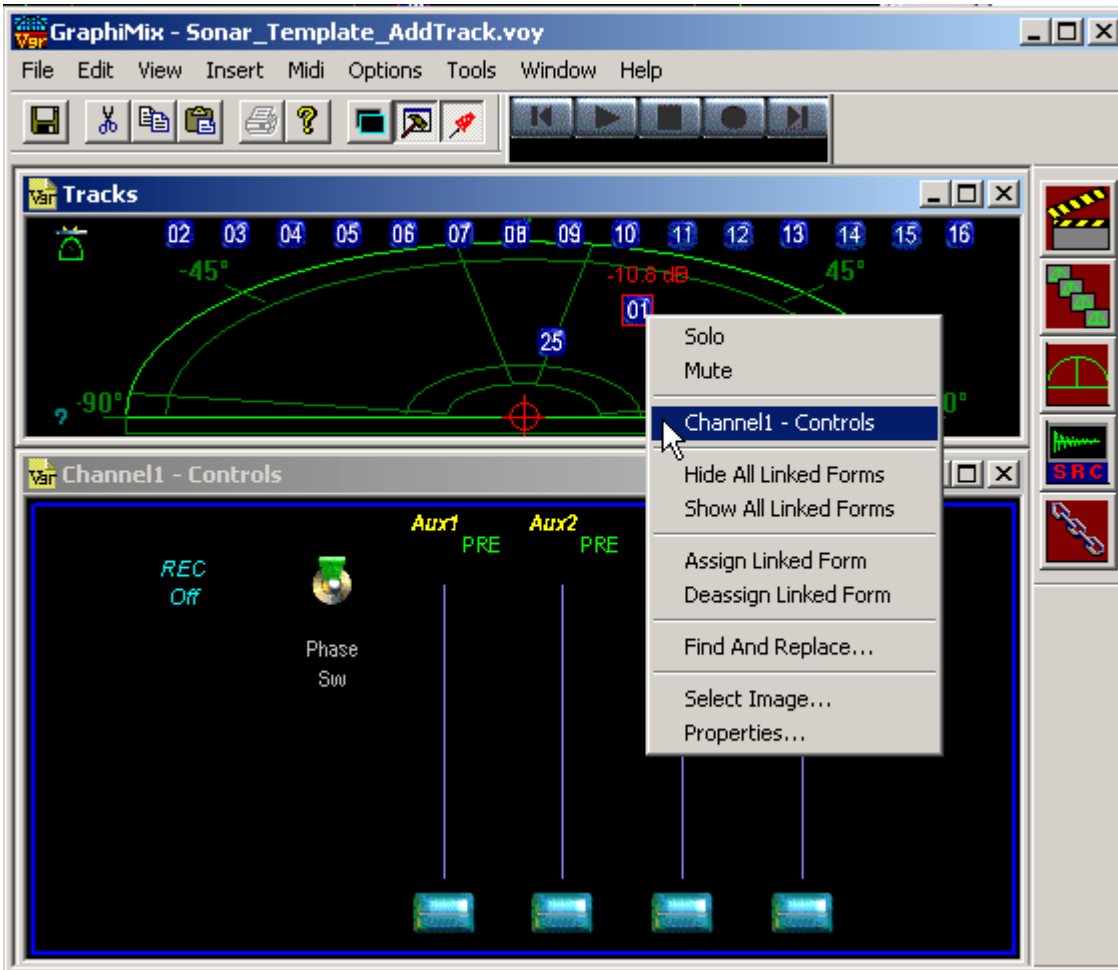 GraphiMix - Sonar_Template_AddTrack.voy
File Edit View Insert Midi Options Tools Window Help
Var Tracks
02 03 04 05 06 07 08 09 10 11 12 13 14 15 16
-45° 45°
-10.8 dB
01
25
-90° 0°
?
Solo
Mute
Channel1 - Controls
Hide All Linked Forms
Show All Linked Forms
Assign Linked Form
Deassign Linked Form
Find And Replace...
Select Image...
Properties...
SRC
Var Channel1 - Controls
Aux1 Aux2
PRE PRE
REC
Off
Phase
Sw